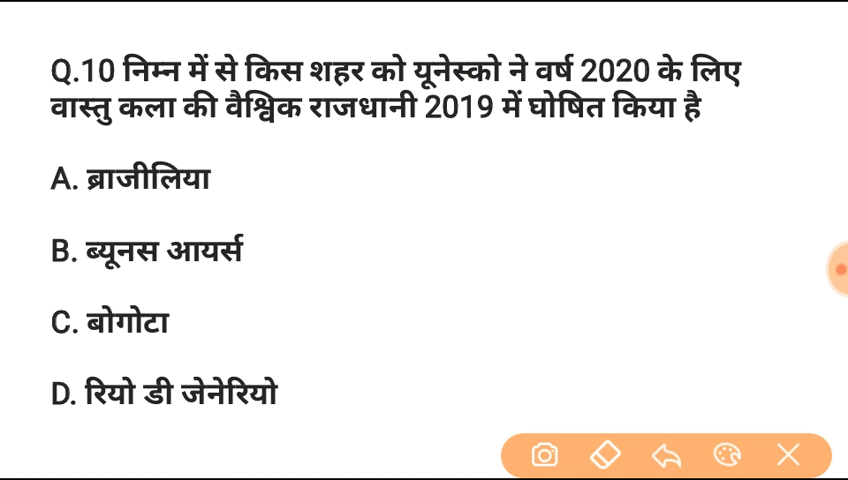 Q.10 निम्न में से किस शहर को यूनेस्को ने वर्ष 2020 के लिए
वास्तु कला की वैश्विक राजधानी 2019 में घोषित किया है
A. ब्राजीलिया
B. ब्यूनस आयर्स
C. बोगोटा
D. रियो डी जेनेरियो